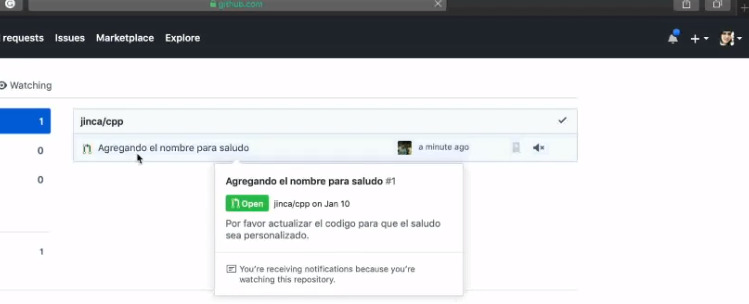 github.com
requests Issues Marketplace Explore
Watching
1
jinca/cpp
0
Agregando el nombre para saludo
a minute ago
0
Agregando el nombre para saludo #1
Open jinca/cpp on Jan 10
Por favor actualizar el codigo para que el saludo
sea personalizado.
1
You're receiving notifications because you're
watching this repository.